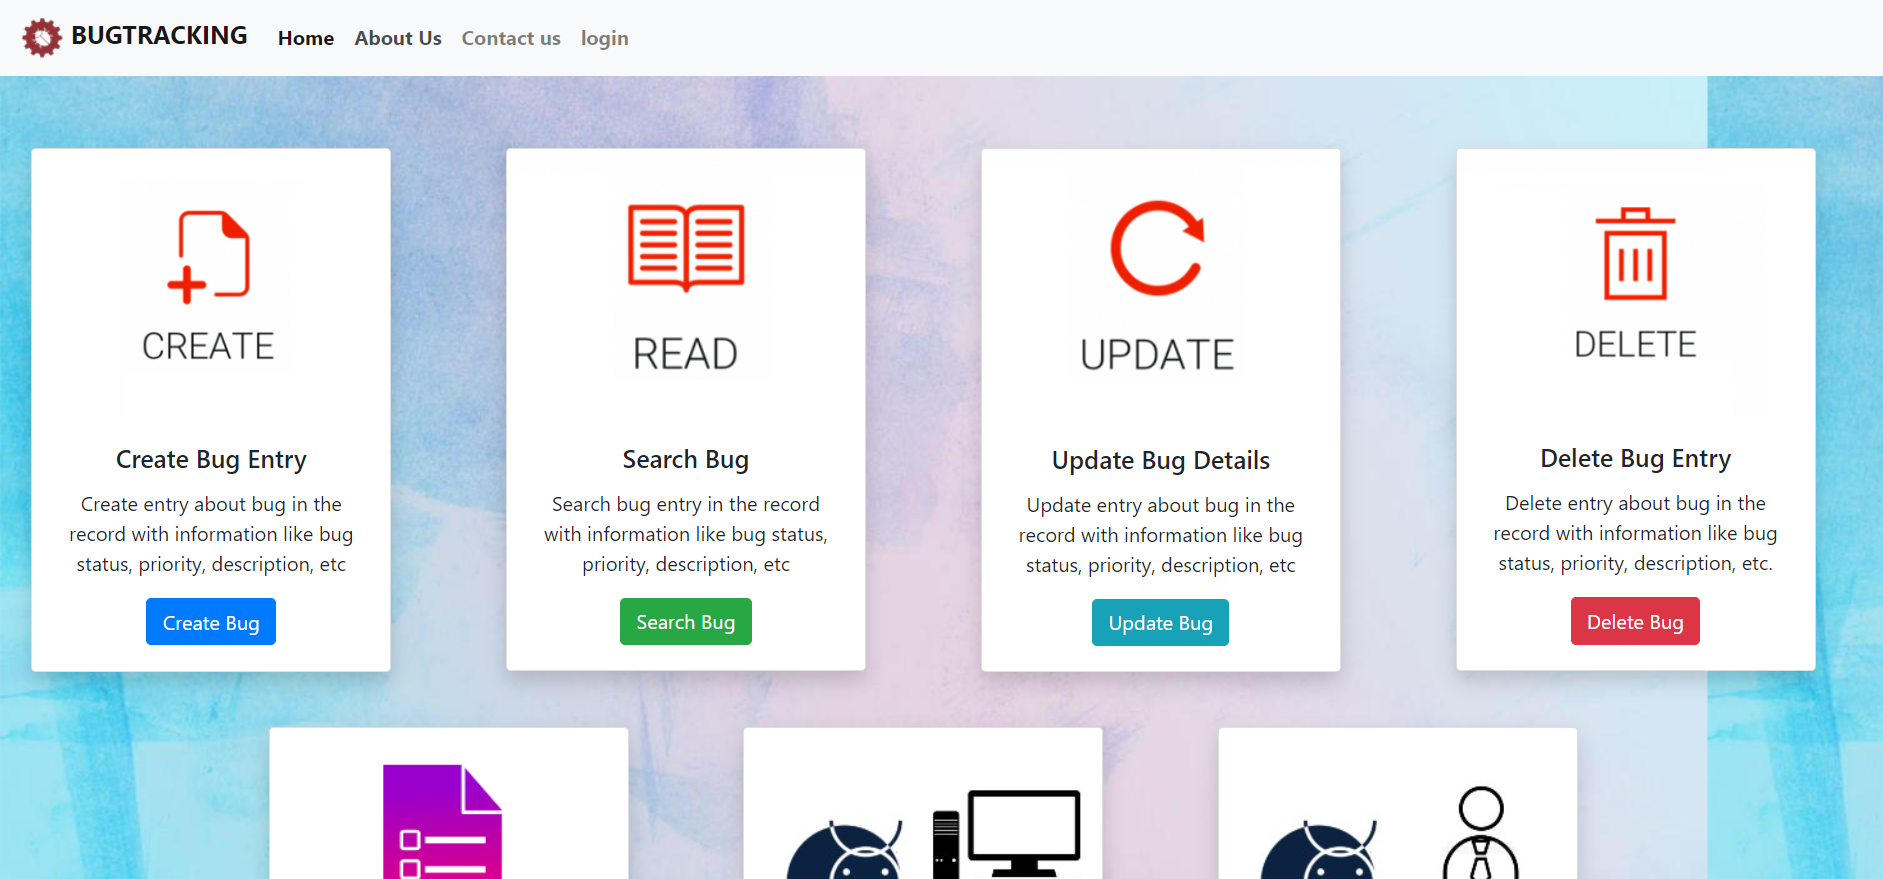 BUGTRACKING Home About Us Contact us login
CREATE
Create Bug Entry
Create entry about bug in the
record with information like bug
status, priority, description, etc
Create Bug
READ
Search Bug
Search bug entry in the record
with information like bug status,
priority, description, etc
Search Bug
UPDATE
Update Bug Details
Update entry about bug in the
record with information like bug
status, priority, description, etc
Update Bug
DELETE
Delete Bug Entry
Delete entry about bug in the
record with information like bug
status, priority, description, etc.
Delete Bug